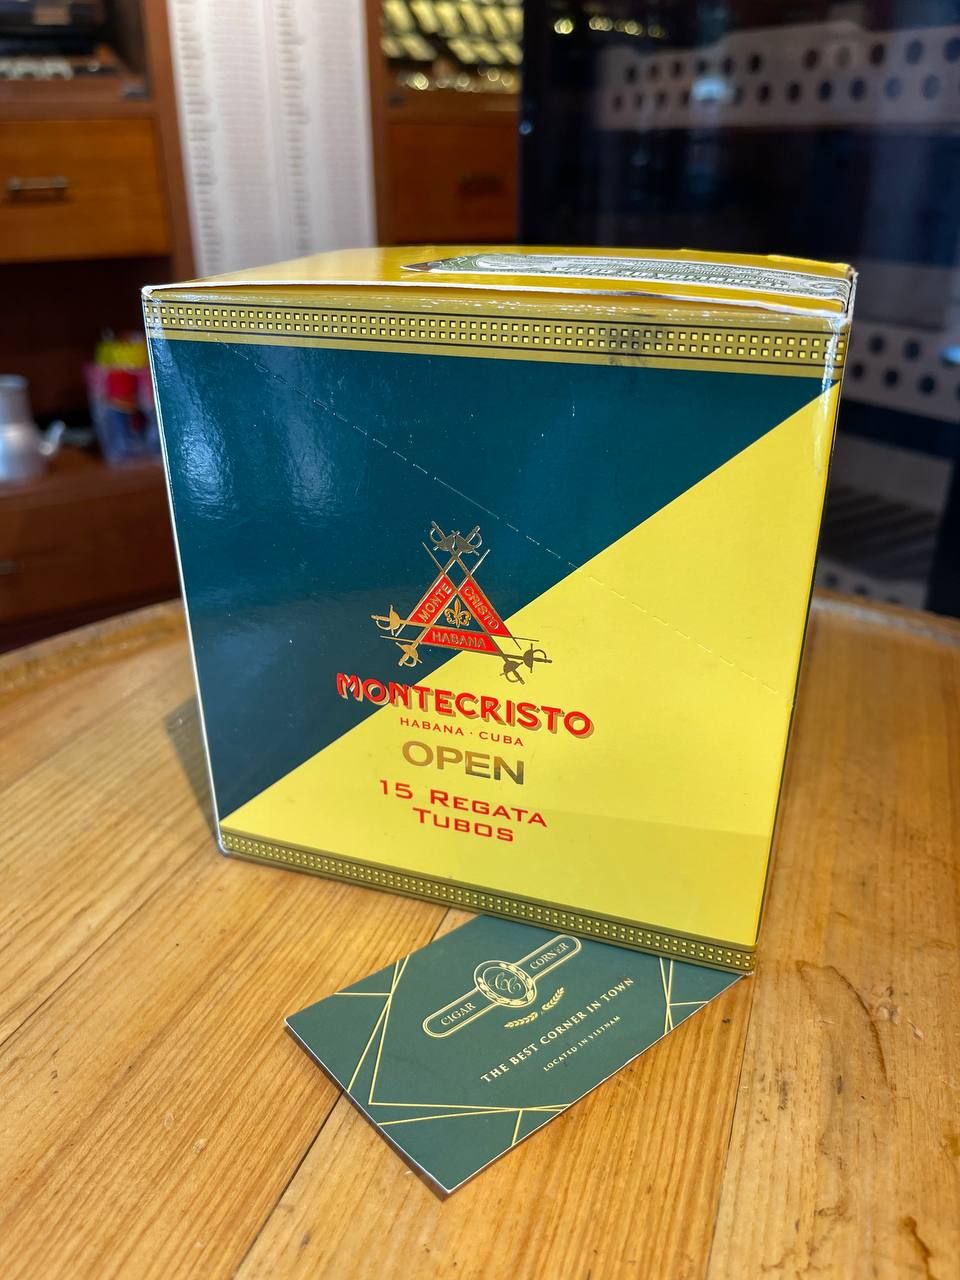 MONTE CRISTO
HABANA
MONTECRISTO
HABANA · CUBA
OPEN
15 REGATA
TUBOS
CIGAR CC CORNER
THE BEST CORNER IN TOWN
LOCATED IN VIETNAM